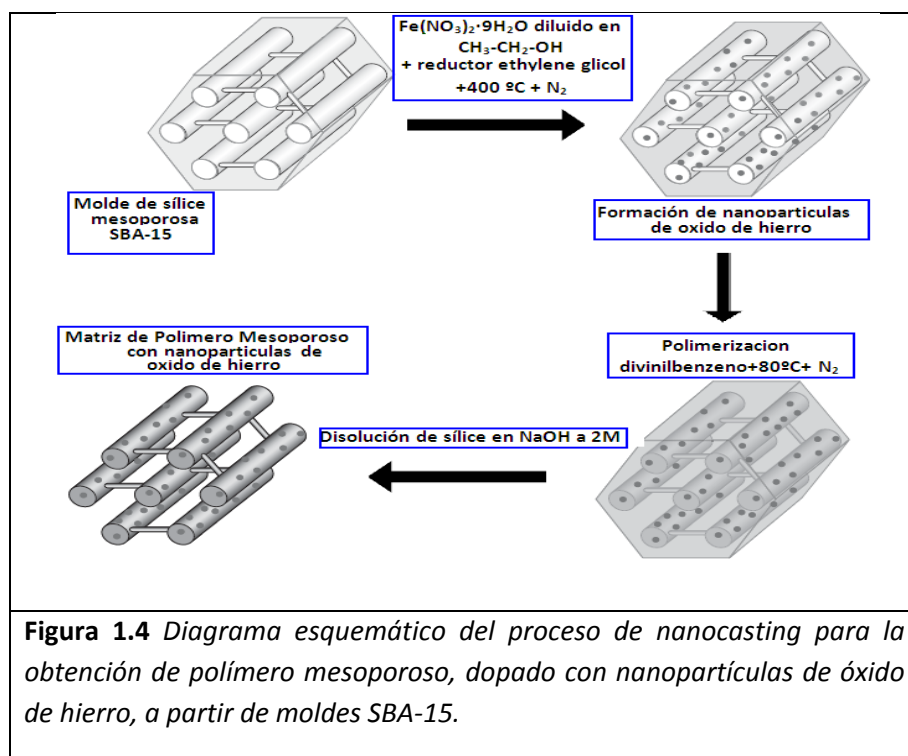 Fe(NO₃)₂·9H₂O diluido en
CH₃-CH₂-OH
+ reductor ethylene glicol
+400 ºC + N₂
Molde de sílice
mesoporosa
SBA-15
Formación de nanoparticulas
de oxido de hierro
Polimerizacion
divinilbenzeno+80ºC+ N₂
Matriz de Polimero Mesoporoso
con nanoparticulas de
oxido de hierro
Disolución de sílice en NaOH a 2M
Figura 1.4 Diagrama esquemático del proceso de nanocasting para la
obtención de polímero mesoporoso, dopado con nanopartículas de óxido
de hierro, a partir de moldes SBA-15.